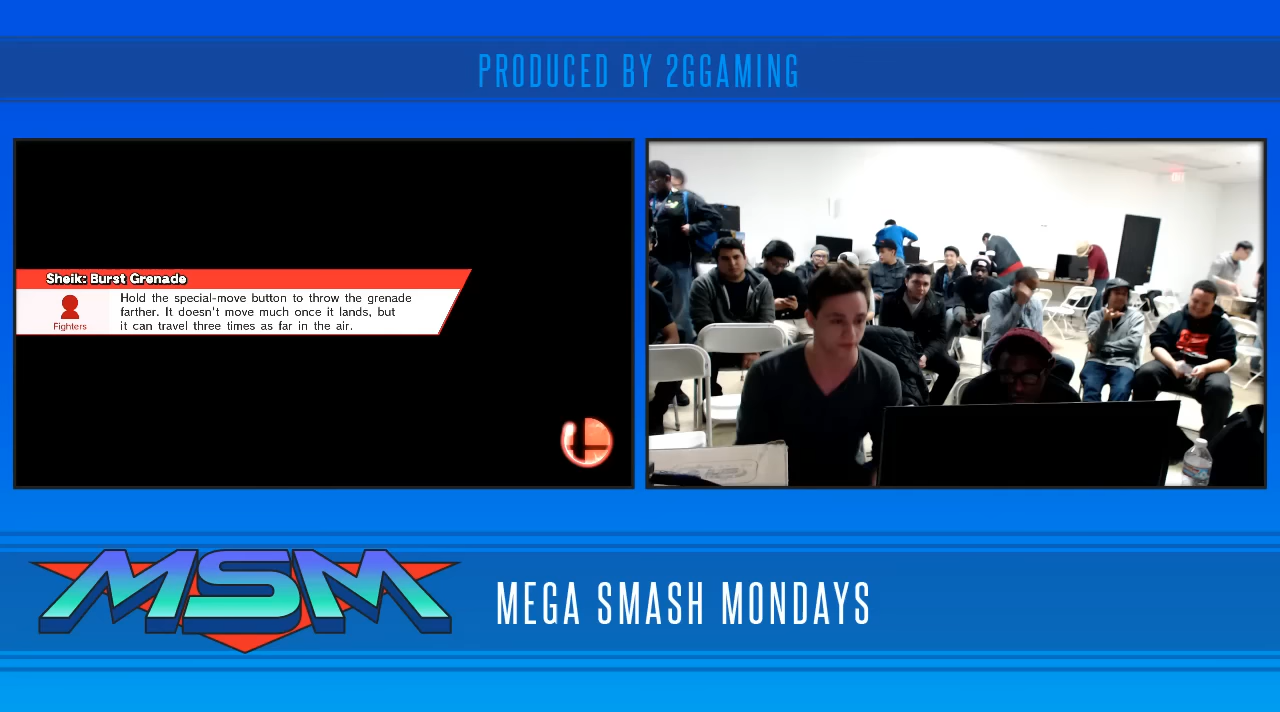 PRODUCED BY 2GGAMING
Sheik: Burst Grenade
Hold the special-move button to throw the grenade
farther. It doesn't move much once it lands, but
it can travel three times as far in the air.
Fighters
MSM
MEGA SMASH MONDAYS